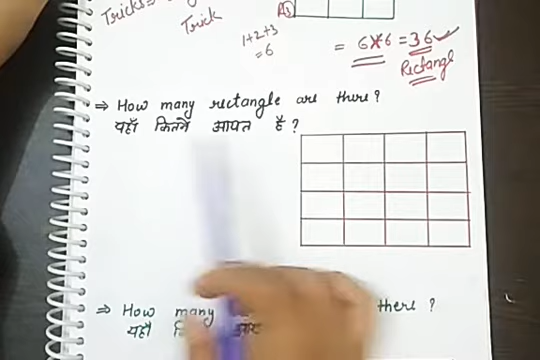 Tricks=
Trick
1+2+3
=6
= 6*6 = 36 ✓
Rectangl
⇒ How many rectangle are there?
यहाँ कितने आयत है?
⇒ How many there?
यहाँ